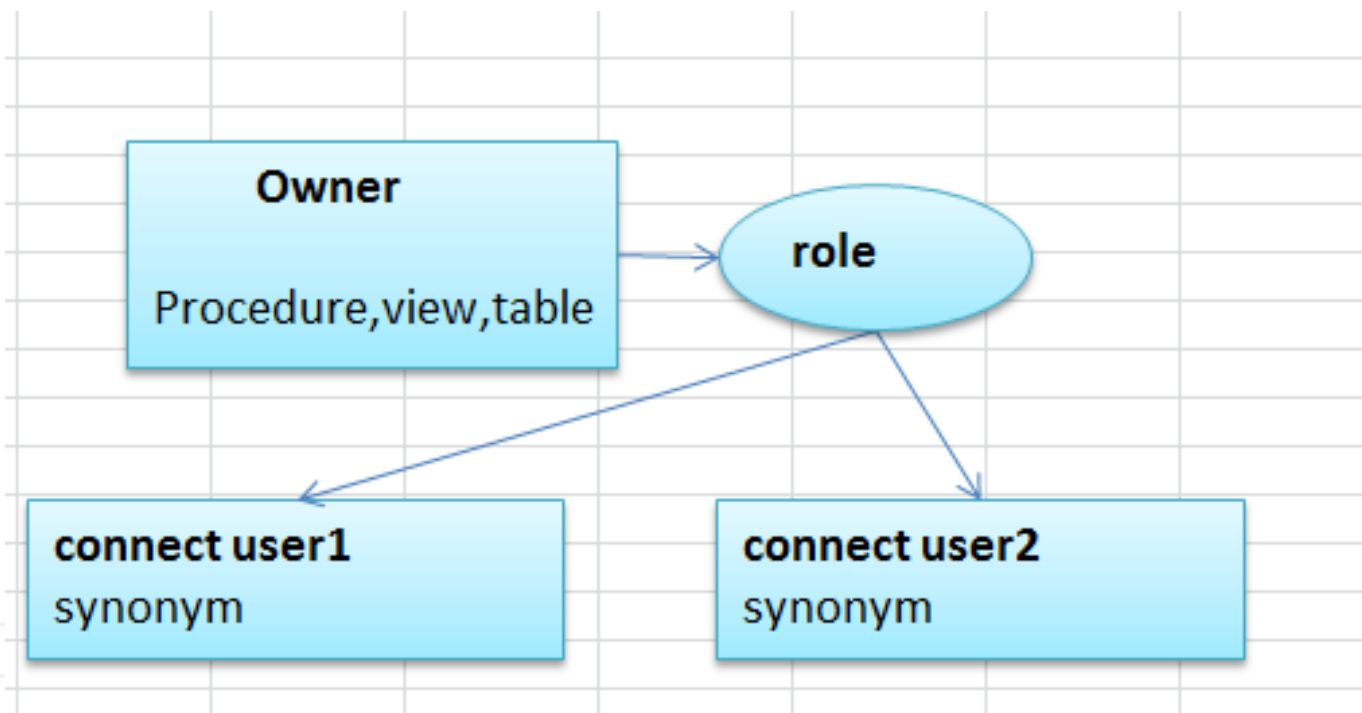 Owner
Procedure,view,table
role
connect user1
synonym
connect user2
synonym